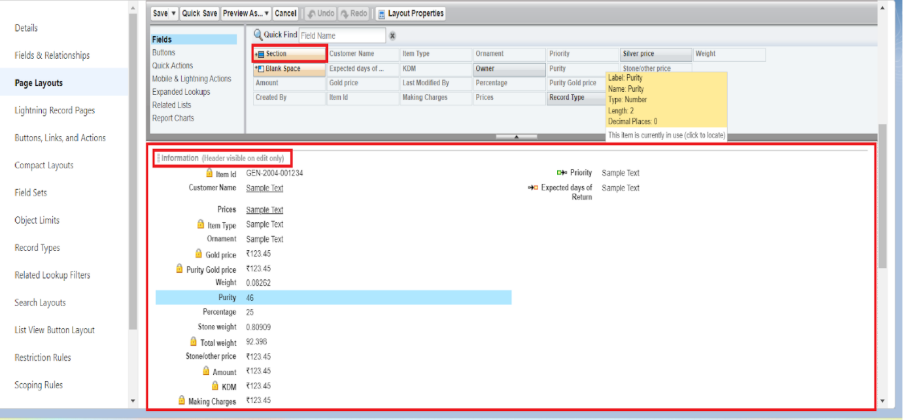 Details
Fields & Relationships
Page Layouts
Lightning Record Pages
Buttons, Links, and Actions
Compact Layouts
Field Sets
Object Limits
Record Types
Related Lookup Filters
Search Layouts
List View Button Layout
Restriction Rules
Scoping Rules
Save Quick Save Preview As... Cancel Undo Redo Layout Properties
Fields
Buttons
Quick Actions
Mobile & Lightning Actions
Expanded Lookups
Related Lists
Report Charts
Quick Find Field Name
Section Customer Name Item Type Ornament Priority Silver price Weight
Blank Space Expected days of ... KDM Owner Purity Stone/other price
Amount Gold price Last Modified By Percentage Purity Gold price
Created By Item Id Making Charges Prices Record Type
Label: Purity
Name: Purity
Type: Number
Length: 2
Decimal Places: 0
This item is currently in use (click to locate)
Information (Header visible on edit only)
Item Id GEN-2004-001234
Customer Name Sample Text
Prices Sample Text
Item Type Sample Text
Ornament Sample Text
Gold price ₹123.45
Purity Gold price ₹123.45
Weight 0.08262
Purity 46
Percentage 25
Stone weight 0.80909
Total weight 92.398
Stone/other price ₹123.45
Amount ₹123.45
KDM ₹123.45
Making Charges ₹123.45
Priority Sample Text
Expected days of Sample Text
Return